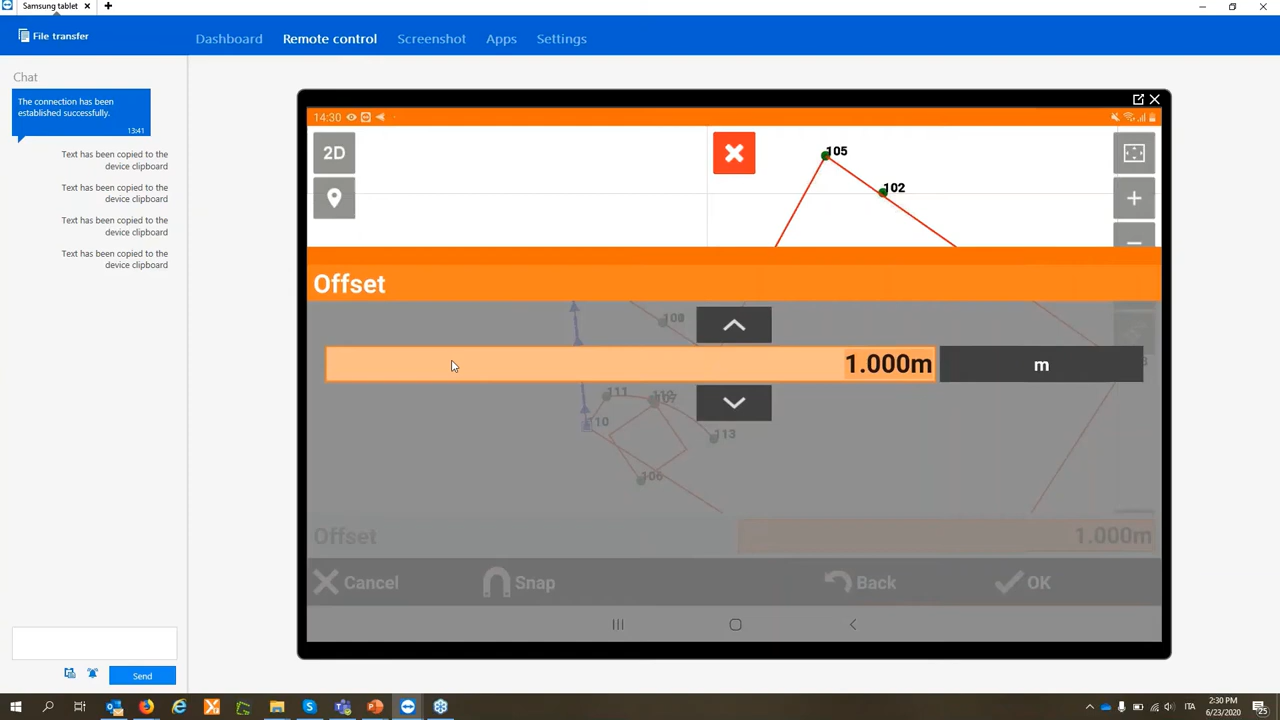 Samsung tablet
File transfer
Dashboard
Remote control
Screenshot
Apps
Settings
Chat
The connection has been
established successfully.
13:41
Text has been copied to the
device clipboard
Text has been copied to the
device clipboard
Text has been copied to the
device clipboard
Text has been copied to the
device clipboard
Send
14:30
2D
105
102
Offset
1.000m
m
111
110
113
106
Offset
1.000m
Cancel
Snap
Back
OK
ITA
2:30 PM
6/23/2020
25